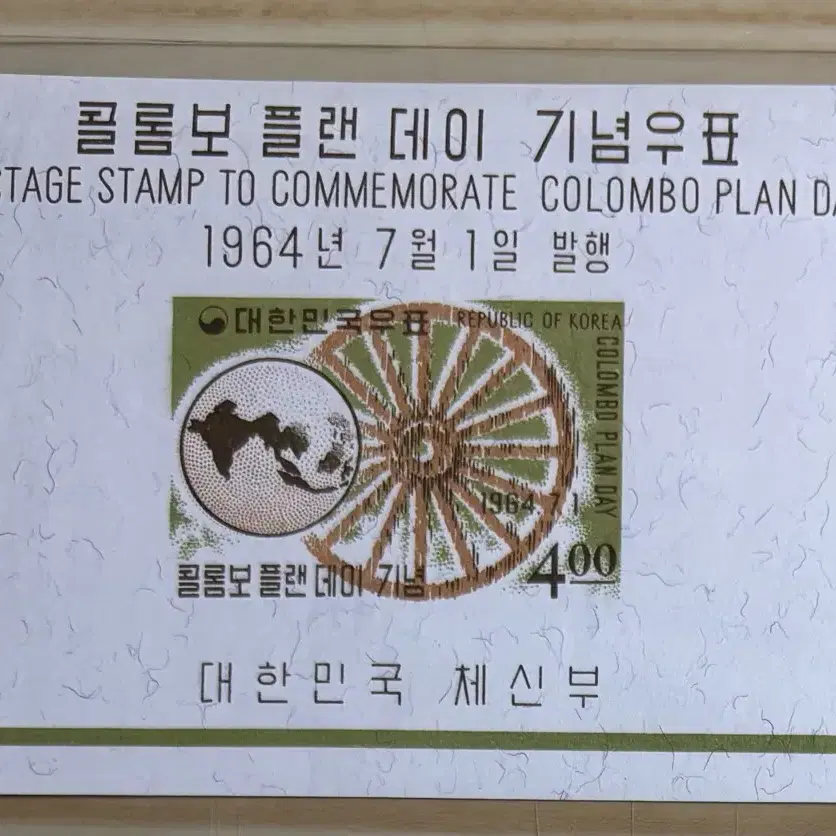 콜롬보 플랜 데이 기념우표
TAGE STAMP TO COMMEMORATE COLOMBO PLAN DA
1964년 7월 1일 발행
대한민국우표 REPUBLIC OF KOREA
COLOMBO PLAN DAY
1964 7.1
콜롬보 플랜 데이 기념
4.00
대한민국 체신부